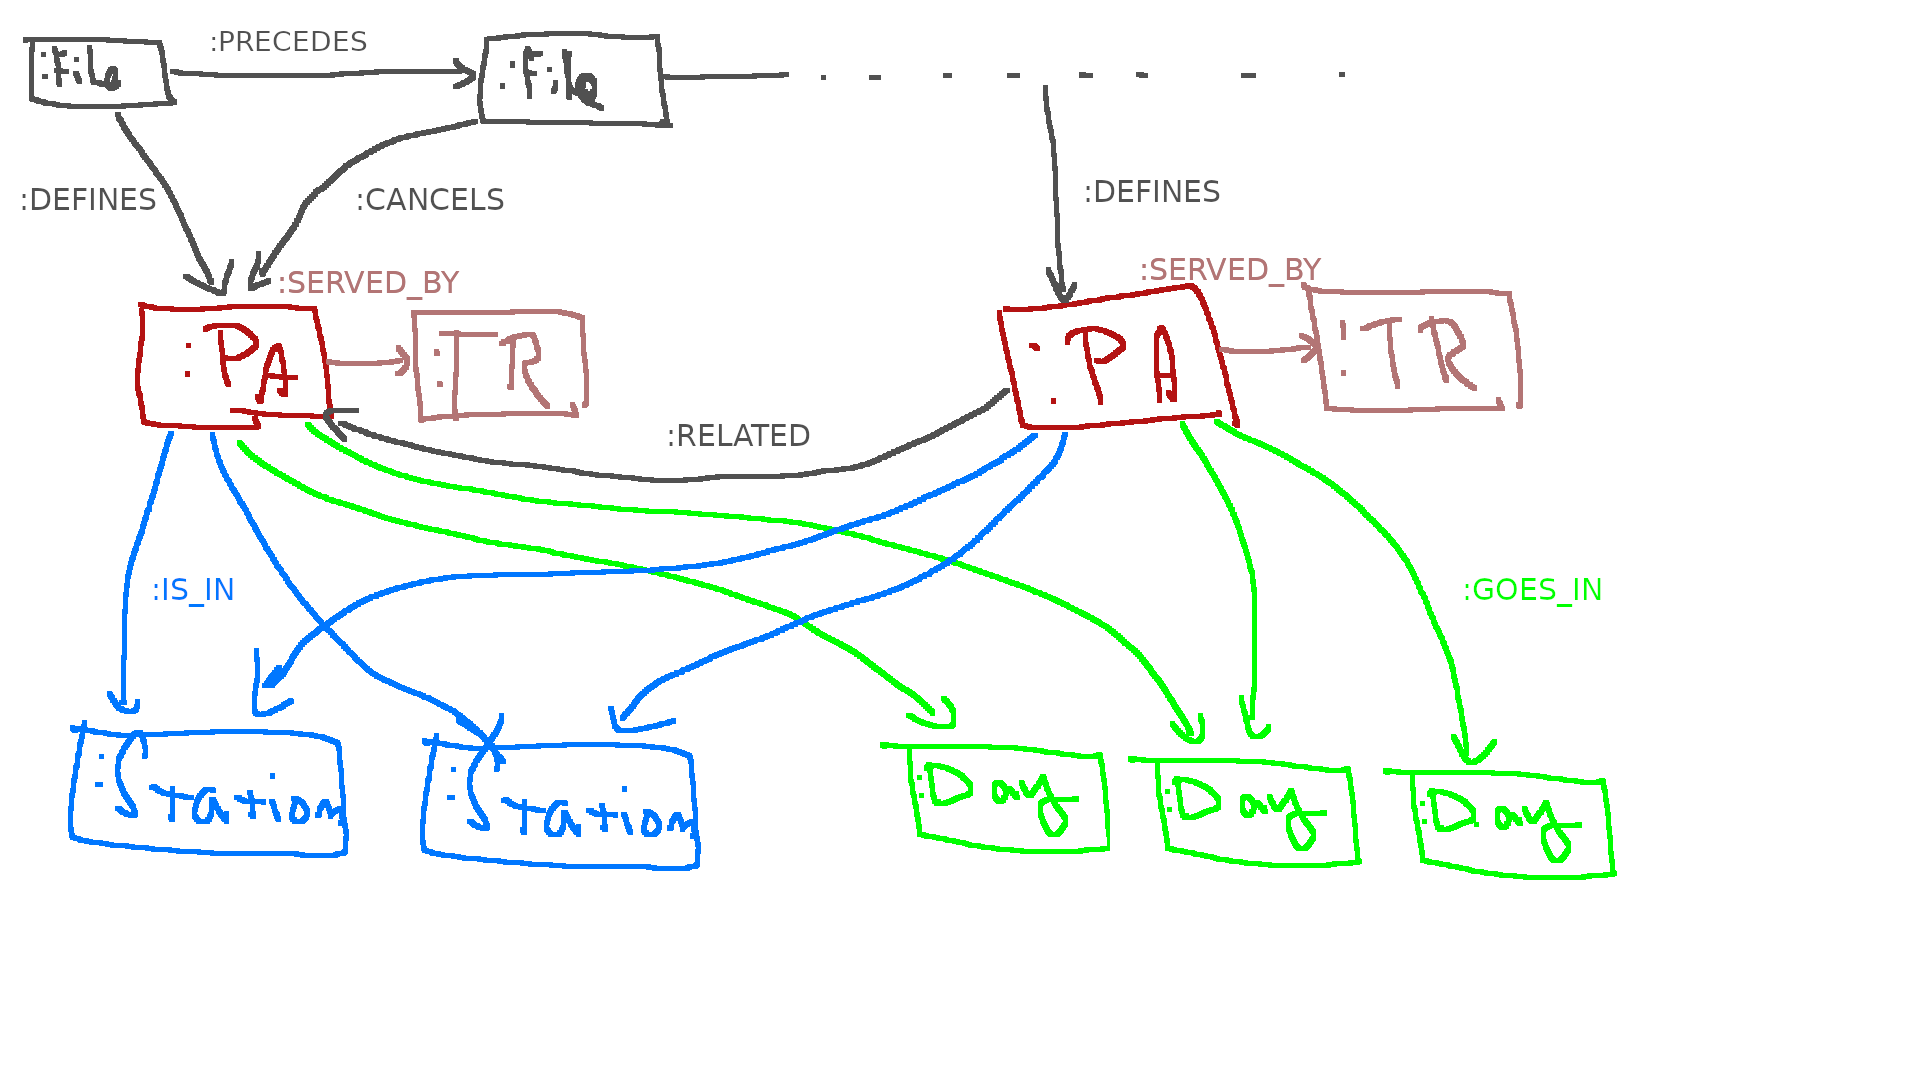 :PRECEDES
:File
:File
:DEFINES
:CANCELS
:DEFINES
:SERVED_BY
:SERVED_BY
:PA
:TR
:PA
:TR
:RELATED
:IS_IN
:GOES_IN
:Station
:Station
:Day
:Day
:Day